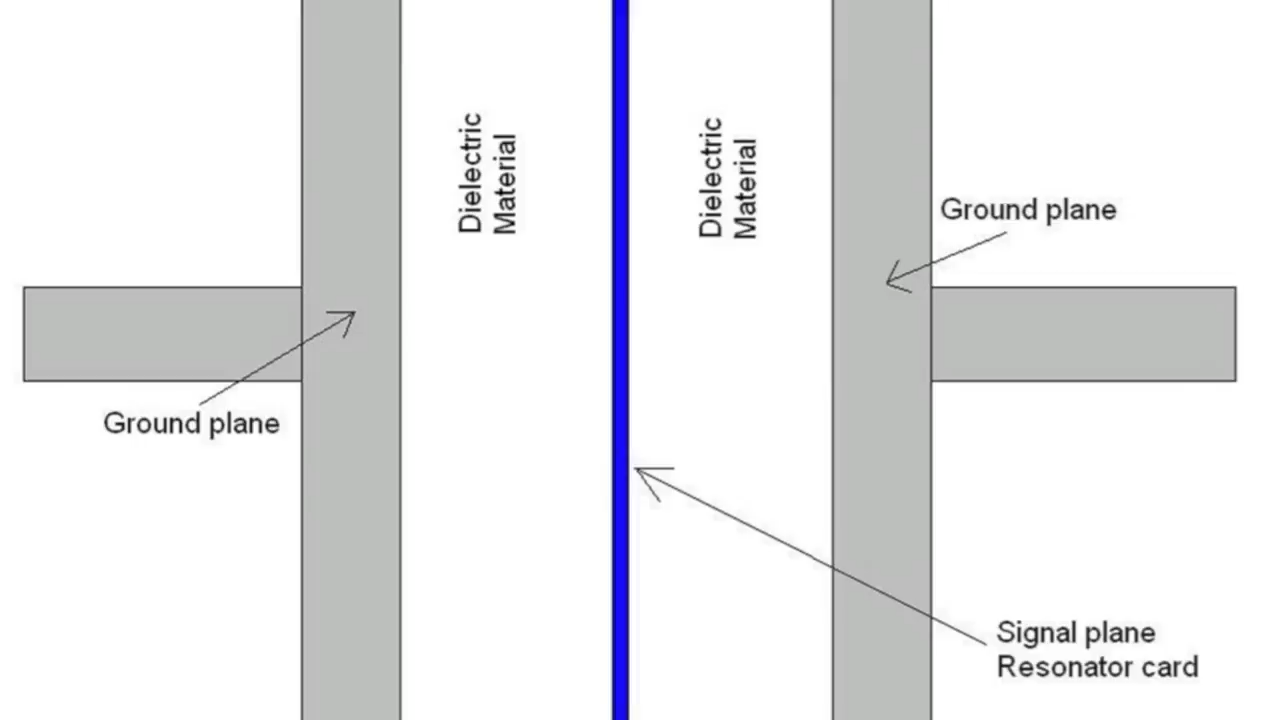 Dielectric
Material
Dielectric
Material
Ground plane
Ground plane
Signal plane
Resonator card